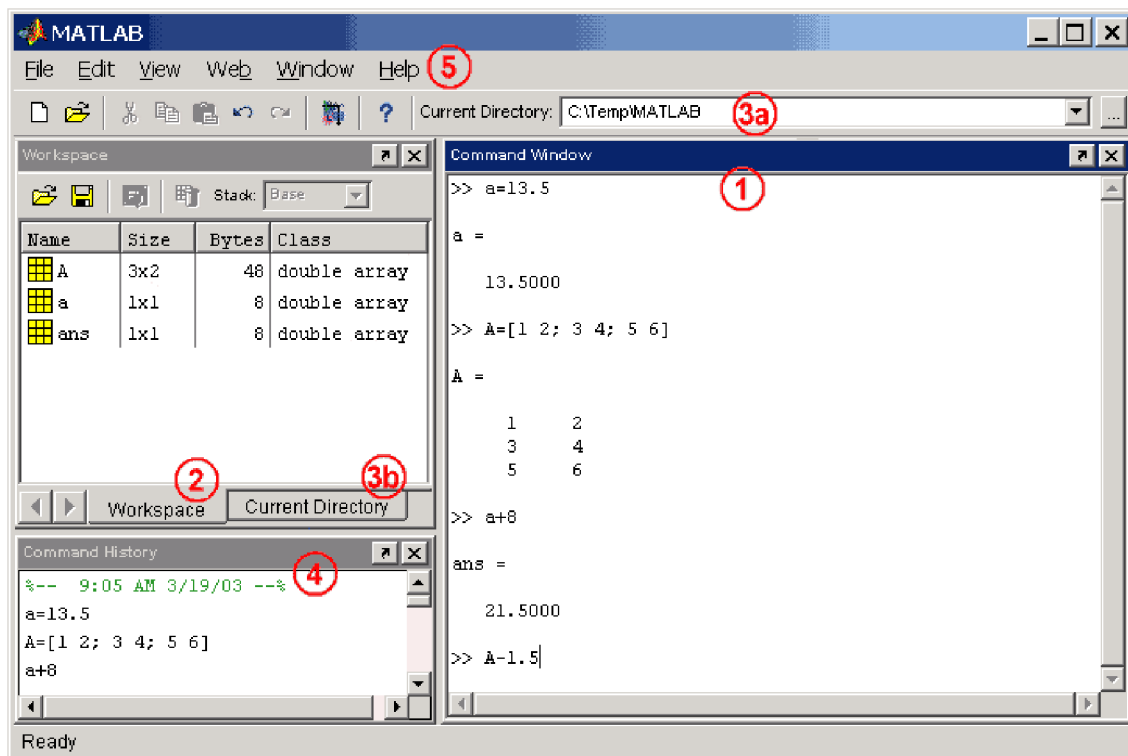 MATLAB
File Edit View Web Window Help 5
? Current Directory: C:\Temp\MATLAB 3a ...
Workspace
Stack: Base
Name Size Bytes Class
A 3x2 48 double array
a 1x1 8 double array
ans 1x1 8 double array
2 3b
Workspace Current Directory
Command History
%-- 9:05 AM 3/19/03 --% 4
a=13.5
A=[1 2; 3 4; 5 6]
a+8
Command Window
>> a=13.5 1
a =
13.5000
>> A=[1 2; 3 4; 5 6]
A =
1 2
3 4
5 6
>> a+8
ans =
21.5000
>> A-1.5
Ready